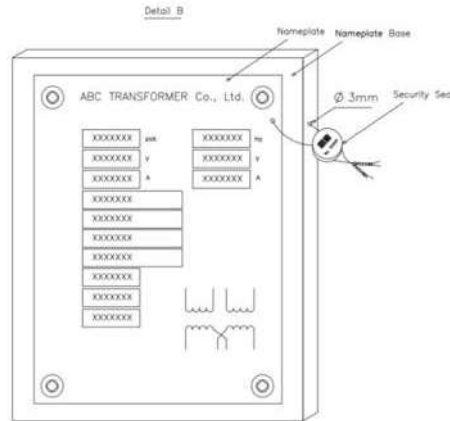 Detail B
Nameplate
Nameplate Base
ABC TRANSFORMER Co., Ltd.
Ø 3mm
Security Sea
XXXXXXX kVA XXXXXXX Hz
XXXXXXX V XXXXXXX V
XXXXXXX A XXXXXXX A
XXXXXXX
XXXXXXX
XXXXXXX
XXXXXXX
XXXXXXX
XXXXXXX
XXXXXXX